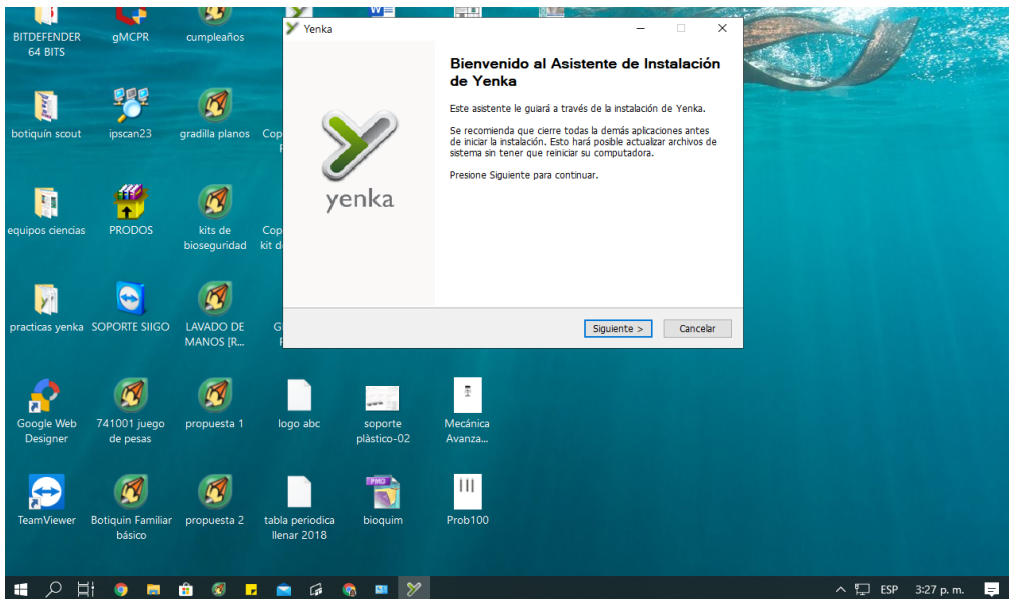 BITDEFENDER
64 BITS
gMCPR
cumpleaños
botiquín scout
ipscan23
gradilla planos
equipos ciencias
PRODOS
kits de
bioseguridad
practicas yenka
SOPORTE SIIGO
LAVADO DE
MANOS [R...
Google Web
Designer
741001 juego
de pesas
propuesta 1
logo abc
soporte
plàstico-02
Mecánica
Avanza...
TeamViewer
Botiquin Familiar
básico
propuesta 2
tabla periodica
llenar 2018
PMG
bioquim
Prob100
Yenka
yenka
Bienvenido al Asistente de Instalación
de Yenka
Este asistente le guiará a través de la instalación de Yenka.
Se recomienda que cierre todas la demás aplicaciones antes
de iniciar la instalación. Esto hará posible actualizar archivos de
sistema sin tener que reiniciar su computadora.
Presione Siguiente para continuar.
Siguiente >
Cancelar
ESP
3:27 p. m.